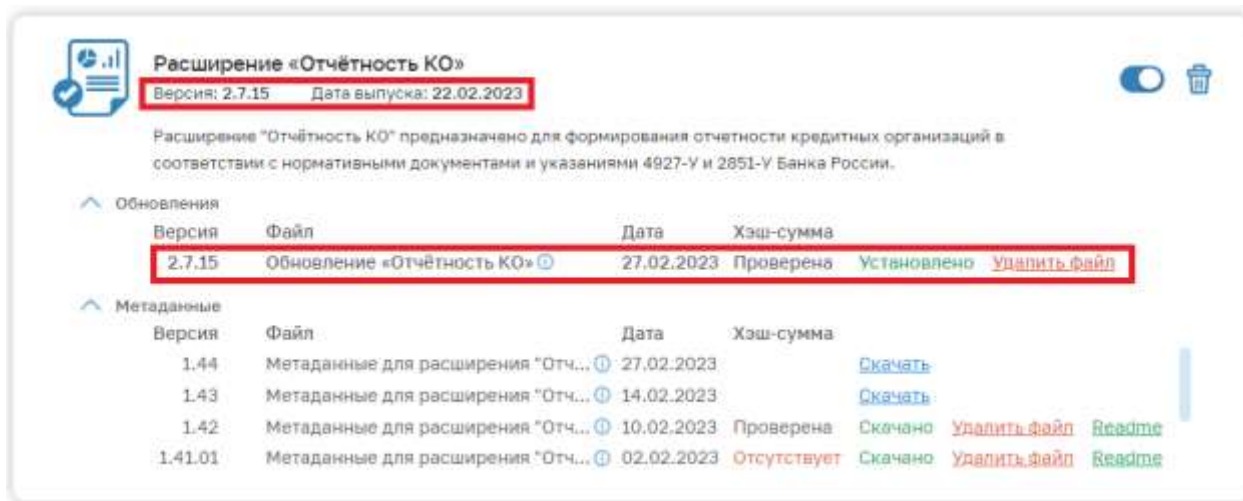 Расширение «Отчётность КО»
Версия: 2.7.15 Дата выпуска: 22.02.2023
Расширение "Отчётность КО" предназначено для формирования отчетности кредитных организаций в
соответствии с нормативными документами и указаниями 4927-У и 2851-У Банка России.
Обновления
Версия Файл Дата Хэш-сумма
2.7.15 Обновление «Отчётность КО» 27.02.2023 Проверена Установлено Удалить файл
Метаданные
Версия Файл Дата Хэш-сумма
1.44 Метаданные для расширения "Отч... 27.02.2023 Скачать
1.43 Метаданные для расширения "Отч... 14.02.2023 Скачать
1.42 Метаданные для расширения "Отч... 10.02.2023 Проверена Скачано Удалить файл Readme
1.41.01 Метаданные для расширения "Отч... 02.02.2023 Отсутствует Скачано Удалить файл Readme